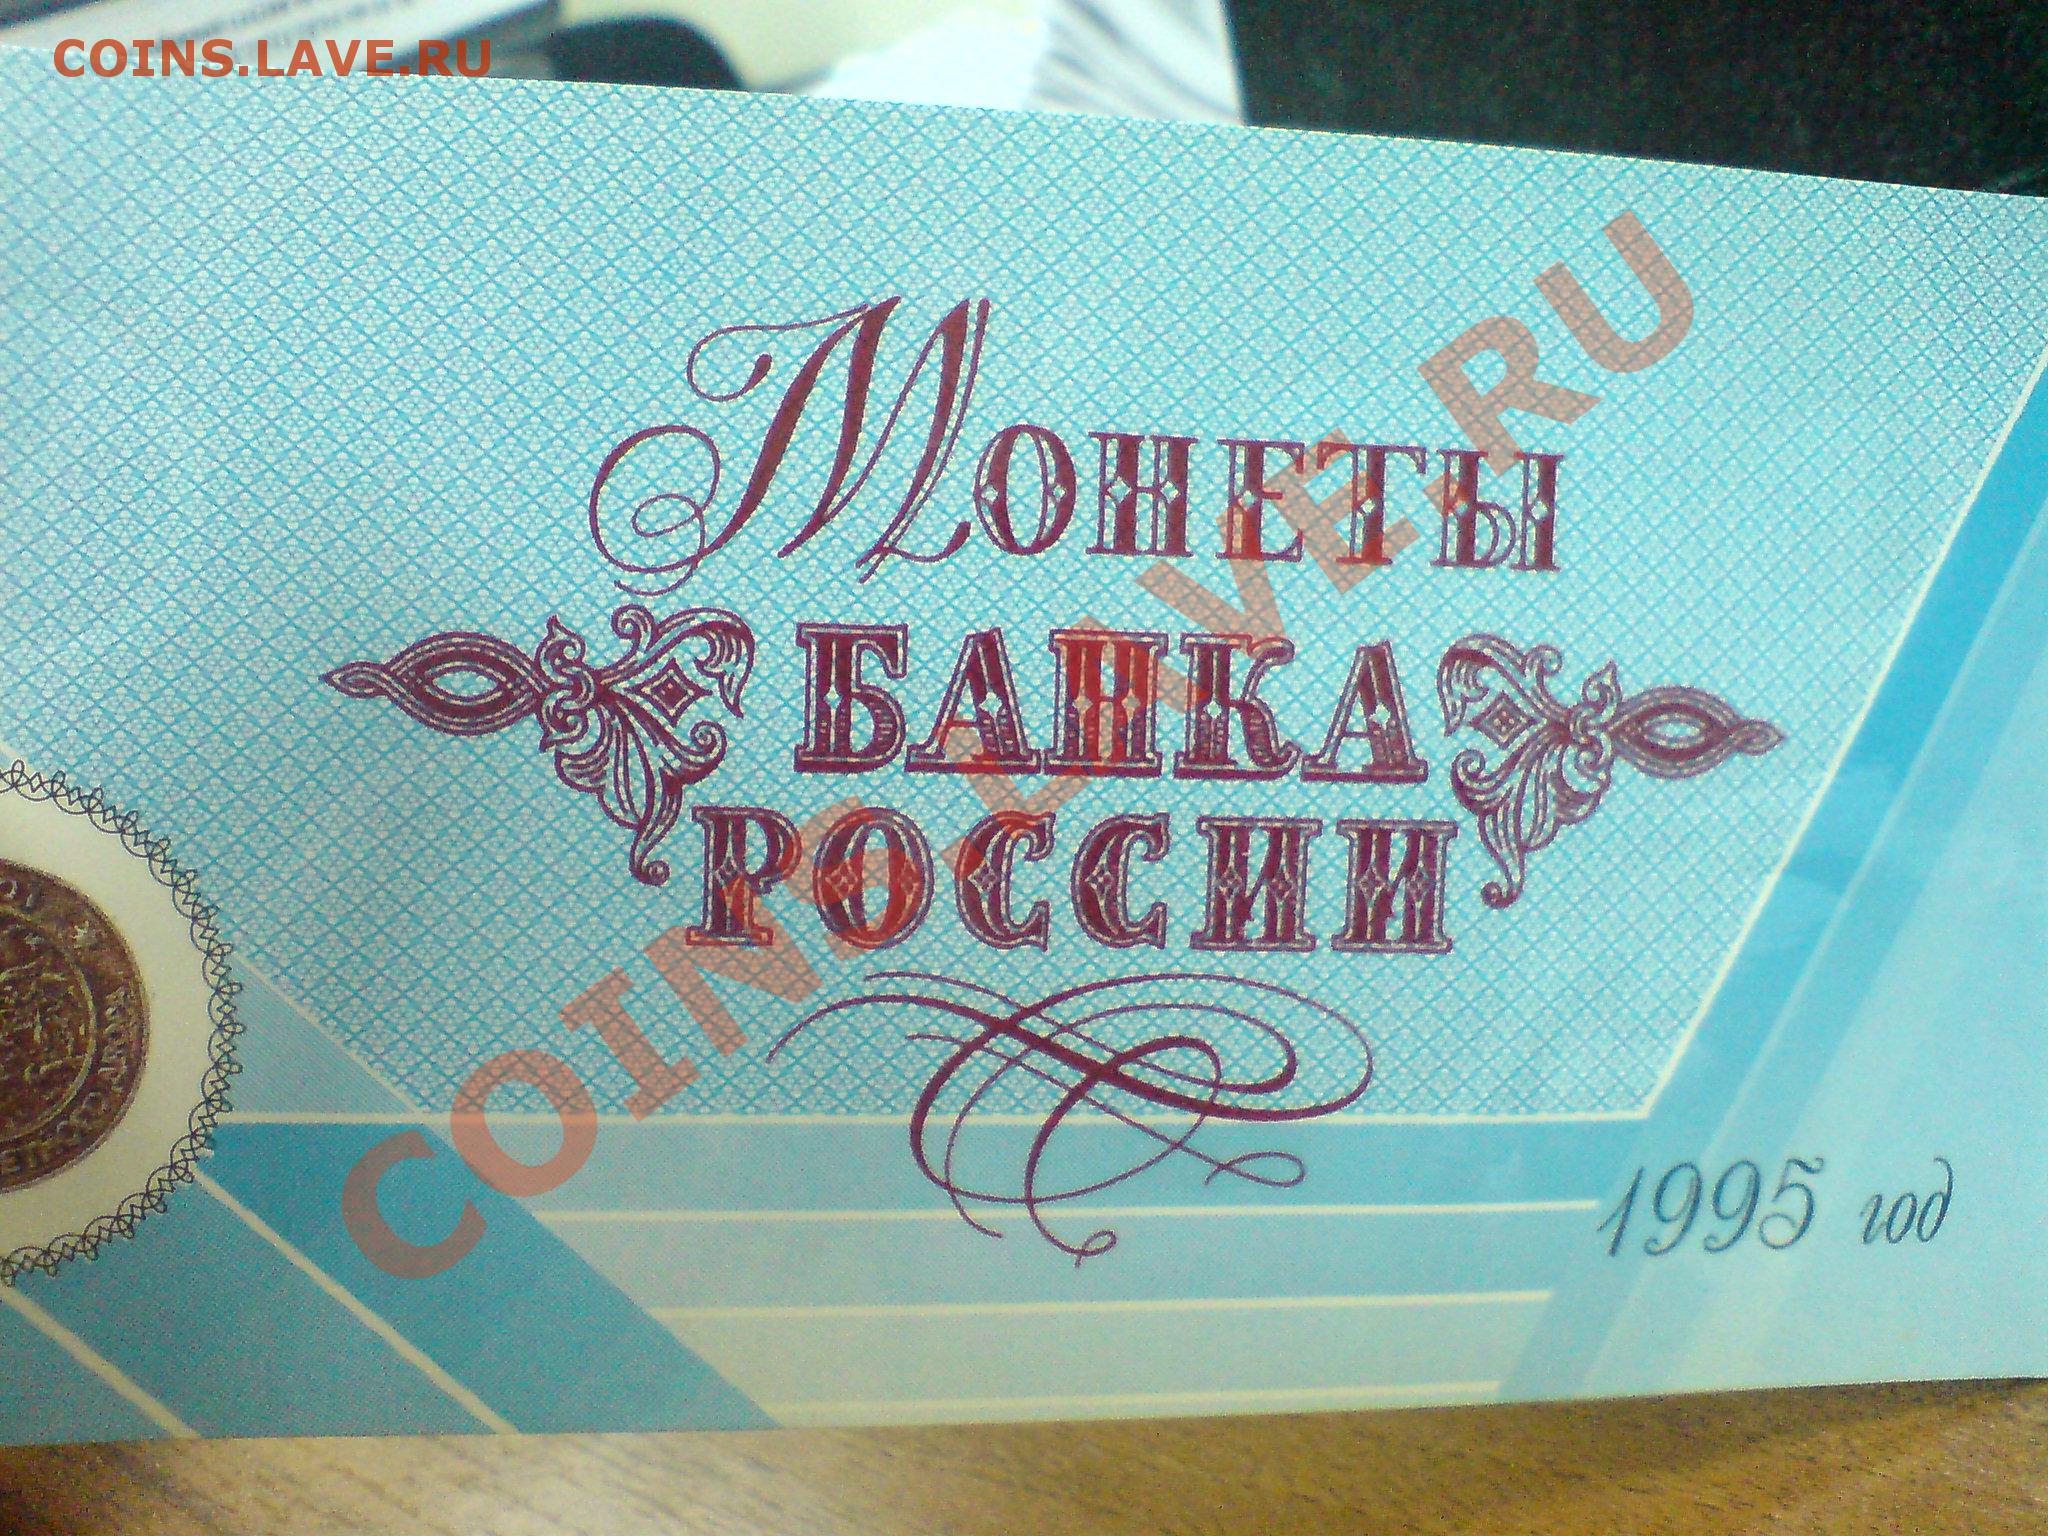 COINS.LAVE.RU
Монеты
БАНКА
РОССИИ
COINS.LAVE.RU
1995 год